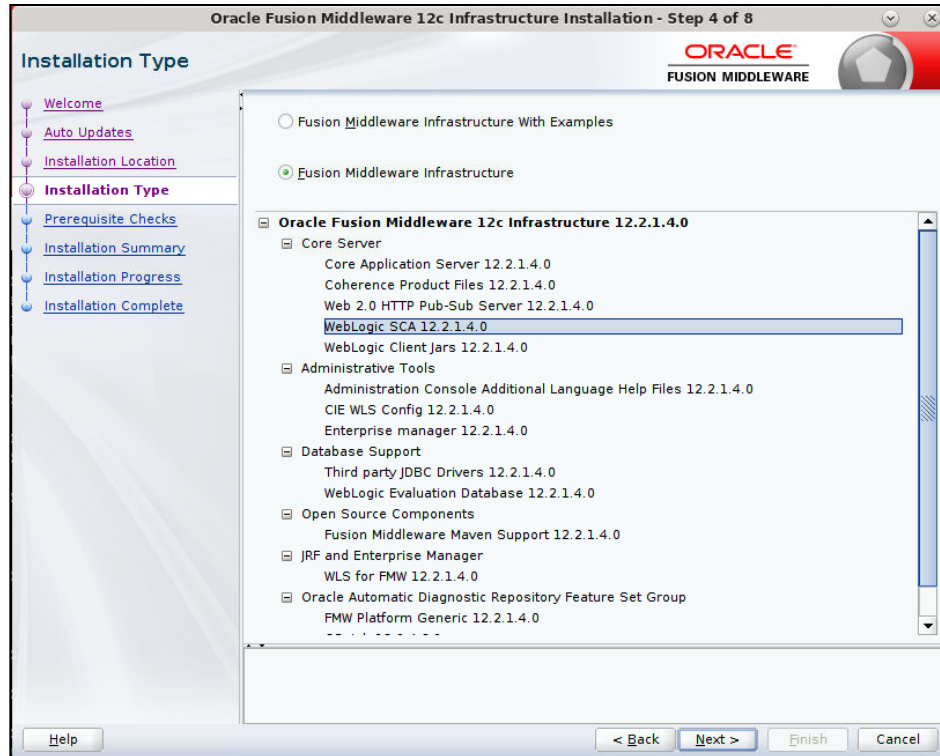 Oracle Fusion Middleware 12c Infrastructure Installation - Step 4 of 8
Installation Type
ORACLE
FUSION MIDDLEWARE
Welcome
Auto Updates
Installation Location
Installation Type
Prerequisite Checks
Installation Summary
Installation Progress
Installation Complete
Fusion Middleware Infrastructure With Examples
Fusion Middleware Infrastructure
Oracle Fusion Middleware 12c Infrastructure 12.2.1.4.0
Core Server
Core Application Server 12.2.1.4.0
Coherence Product Files 12.2.1.4.0
Web 2.0 HTTP Pub-Sub Server 12.2.1.4.0
WebLogic SCA 12.2.1.4.0
WebLogic Client Jars 12.2.1.4.0
Administrative Tools
Administration Console Additional Language Help Files 12.2.1.4.0
CIE WLS Config 12.2.1.4.0
Enterprise manager 12.2.1.4.0
Database Support
Third party JDBC Drivers 12.2.1.4.0
WebLogic Evaluation Database 12.2.1.4.0
Open Source Components
Fusion Middleware Maven Support 12.2.1.4.0
JRF and Enterprise Manager
WLS for FMW 12.2.1.4.0
Oracle Automatic Diagnostic Repository Feature Set Group
FMW Platform Generic 12.2.1.4.0
Help
< Back
Next >
Finish
Cancel